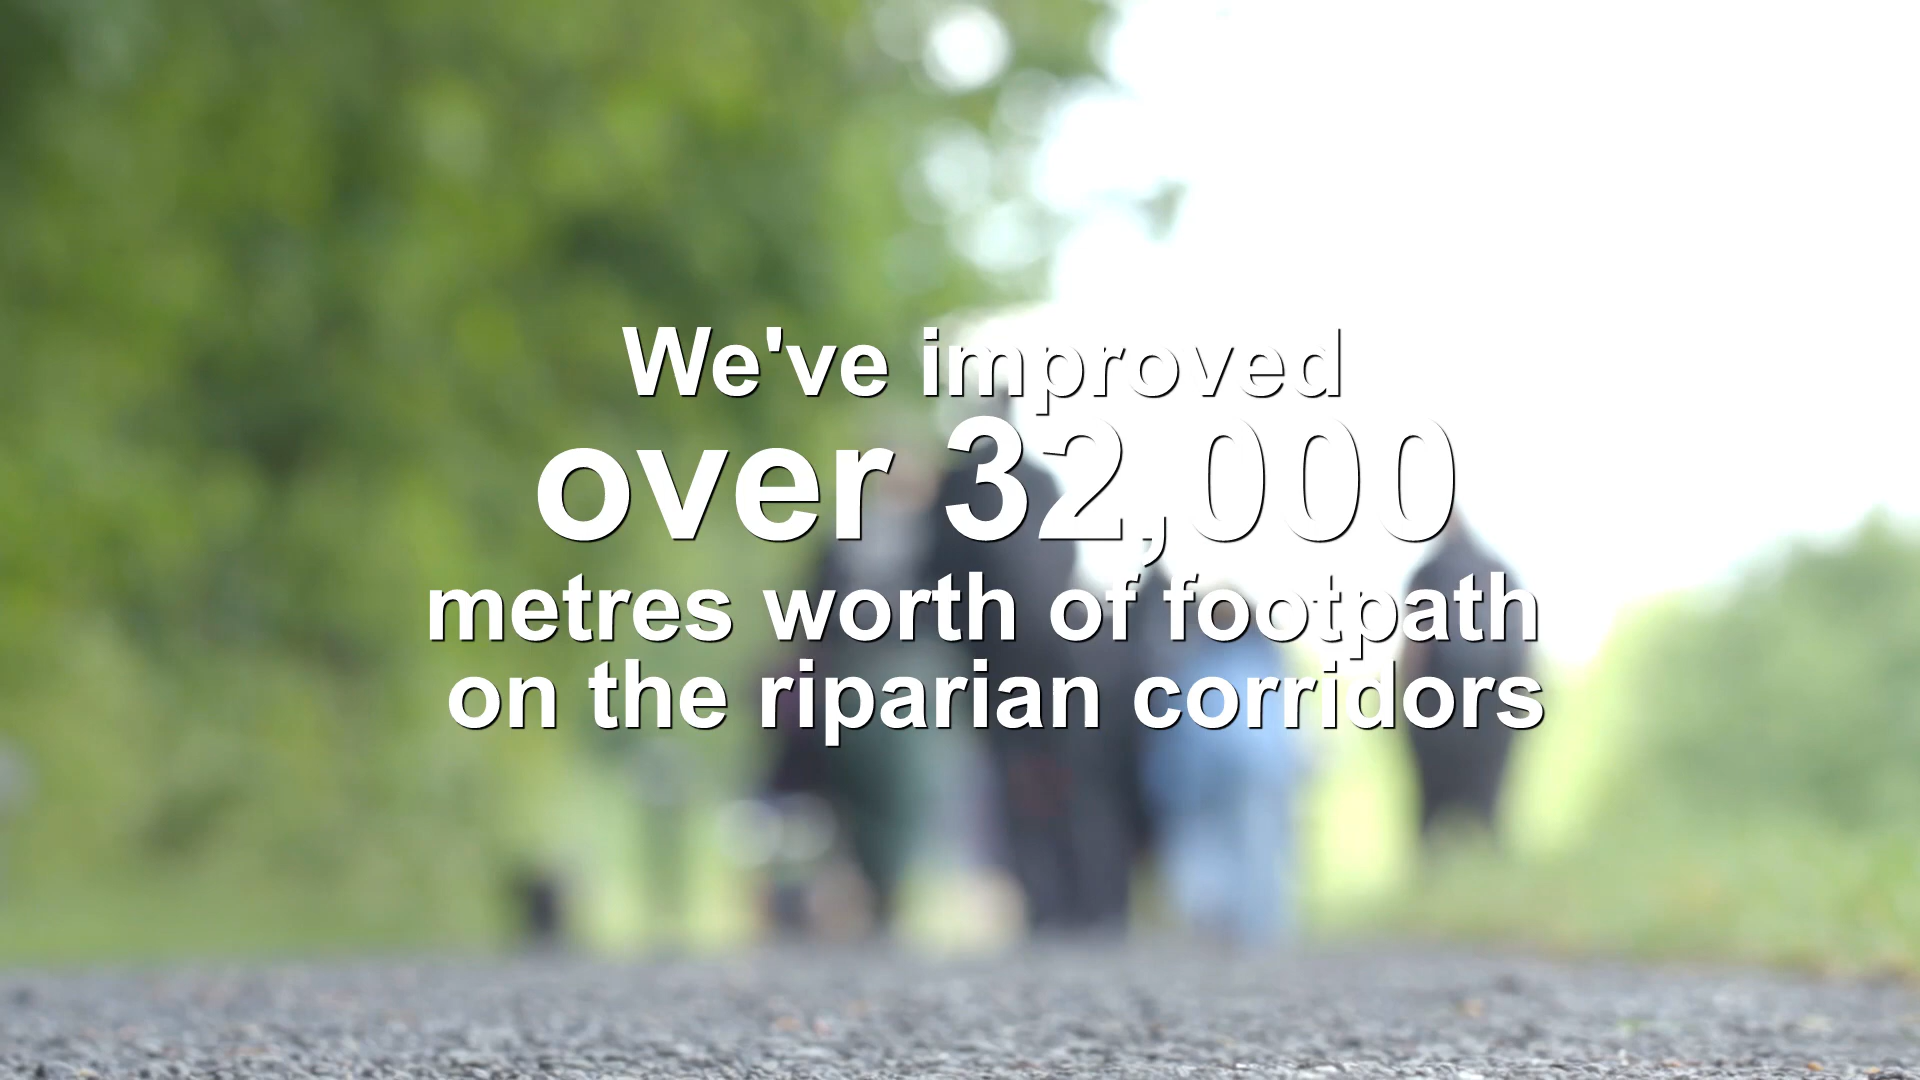 We've improved
over 32,000
metres worth of footpath
on the riparian corridors